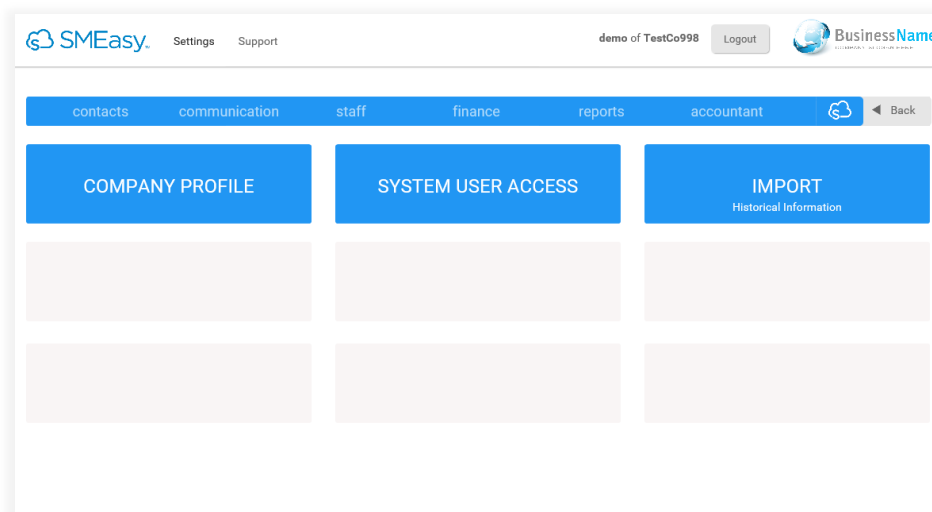 SMEasy
Settings
Support
demo of TestCo998
Logout
BusinessName
contacts
communication
staff
finance
reports
accountant
Back
COMPANY PROFILE
SYSTEM USER ACCESS
IMPORT
Historical Information